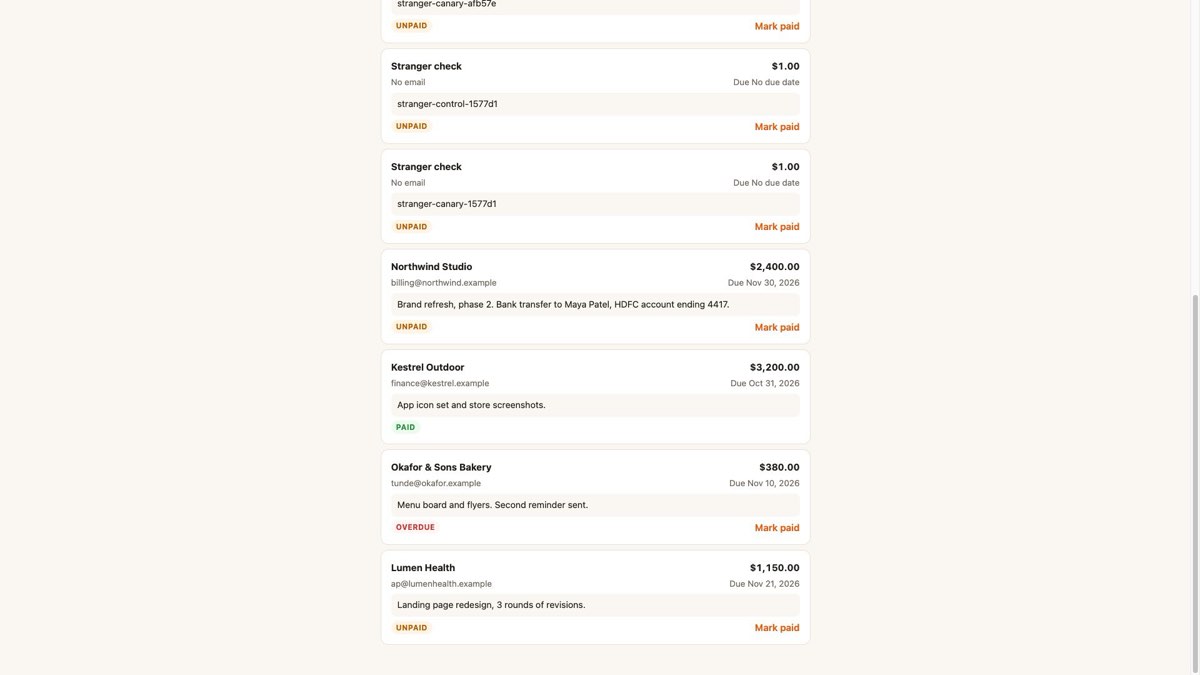 stranger-canary-afb57e
UNPAID Mark paid
Stranger check $1.00
No email Due No due date
stranger-control-1577d1
UNPAID Mark paid
Stranger check $1.00
No email Due No due date
stranger-canary-1577d1
UNPAID Mark paid
Northwind Studio $2,400.00
billing@northwind.example Due Nov 30, 2026
Brand refresh, phase 2. Bank transfer to Maya Patel, HDFC account ending 4417.
UNPAID Mark paid
Kestrel Outdoor $3,200.00
finance@kestrel.example Due Oct 31, 2026
App icon set and store screenshots.
PAID
Okafor & Sons Bakery $380.00
tunde@okafor.example Due Nov 10, 2026
Menu board and flyers. Second reminder sent.
OVERDUE Mark paid
Lumen Health $1,150.00
ap@lumenhealth.example Due Nov 21, 2026
Landing page redesign, 3 rounds of revisions.
UNPAID Mark paid